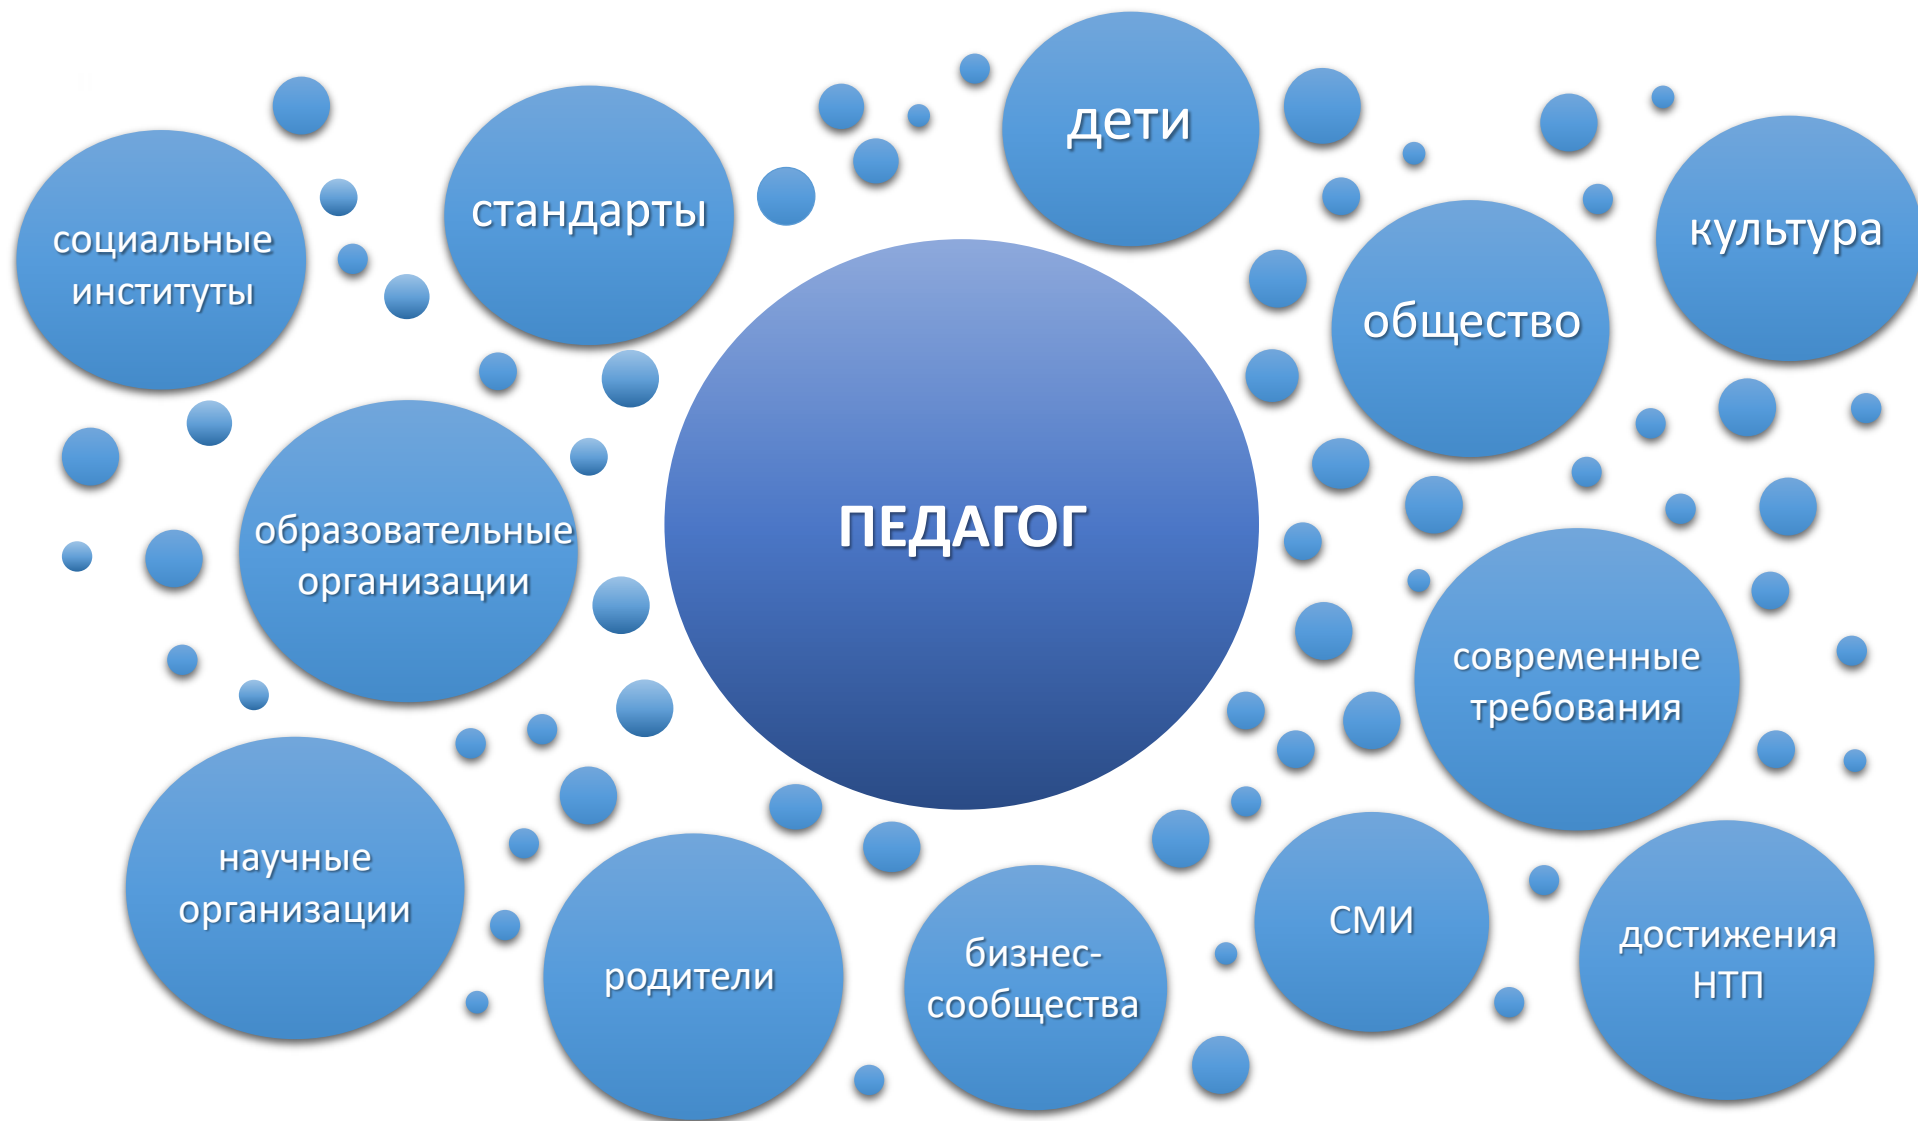 дети
стандарты
культура
социальные
институты
общество
ПЕДАГОГ
образовательные
организации
современные
требования
научные
организации
родители
бизнес-
сообщества
СМИ
достижения
НТП